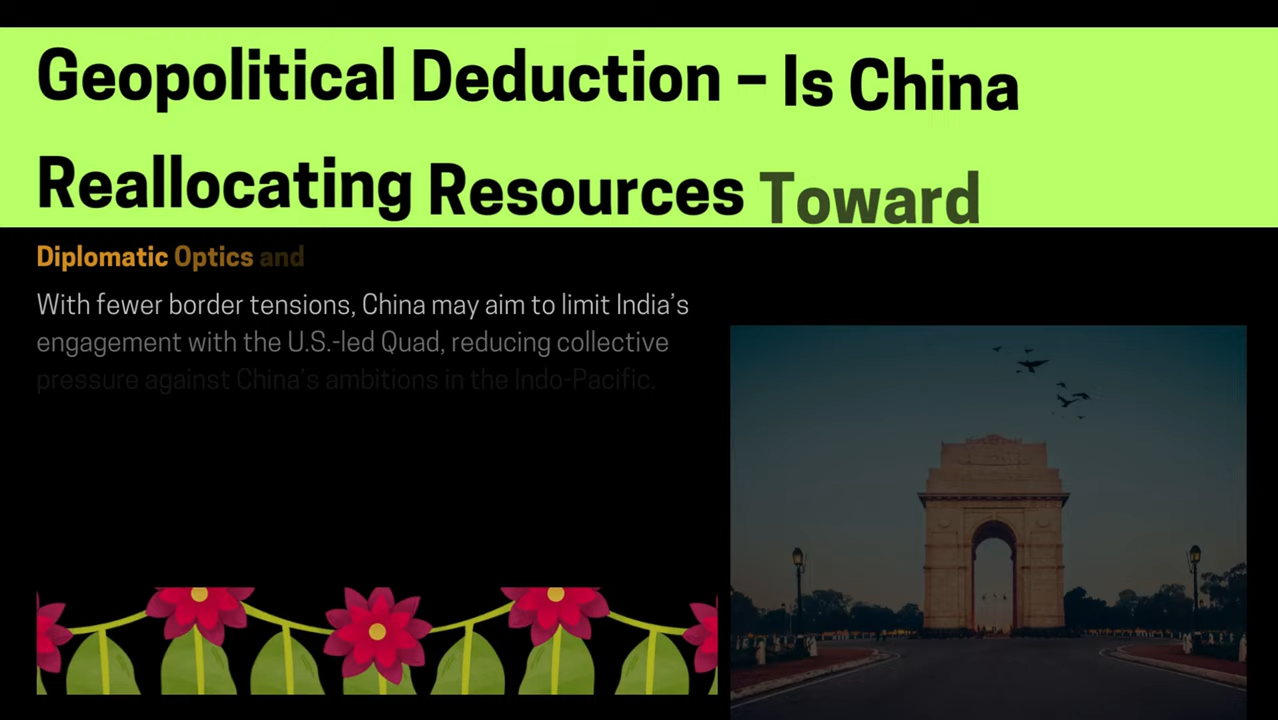 Geopolitical Deduction – Is China
Reallocating Resources Toward
Diplomatic Optics and
With fewer border tensions, China may aim to limit India’s
engagement with the U.S.-led Quad, reducing collective
pressure against China’s ambitions in the Indo-Pacific.